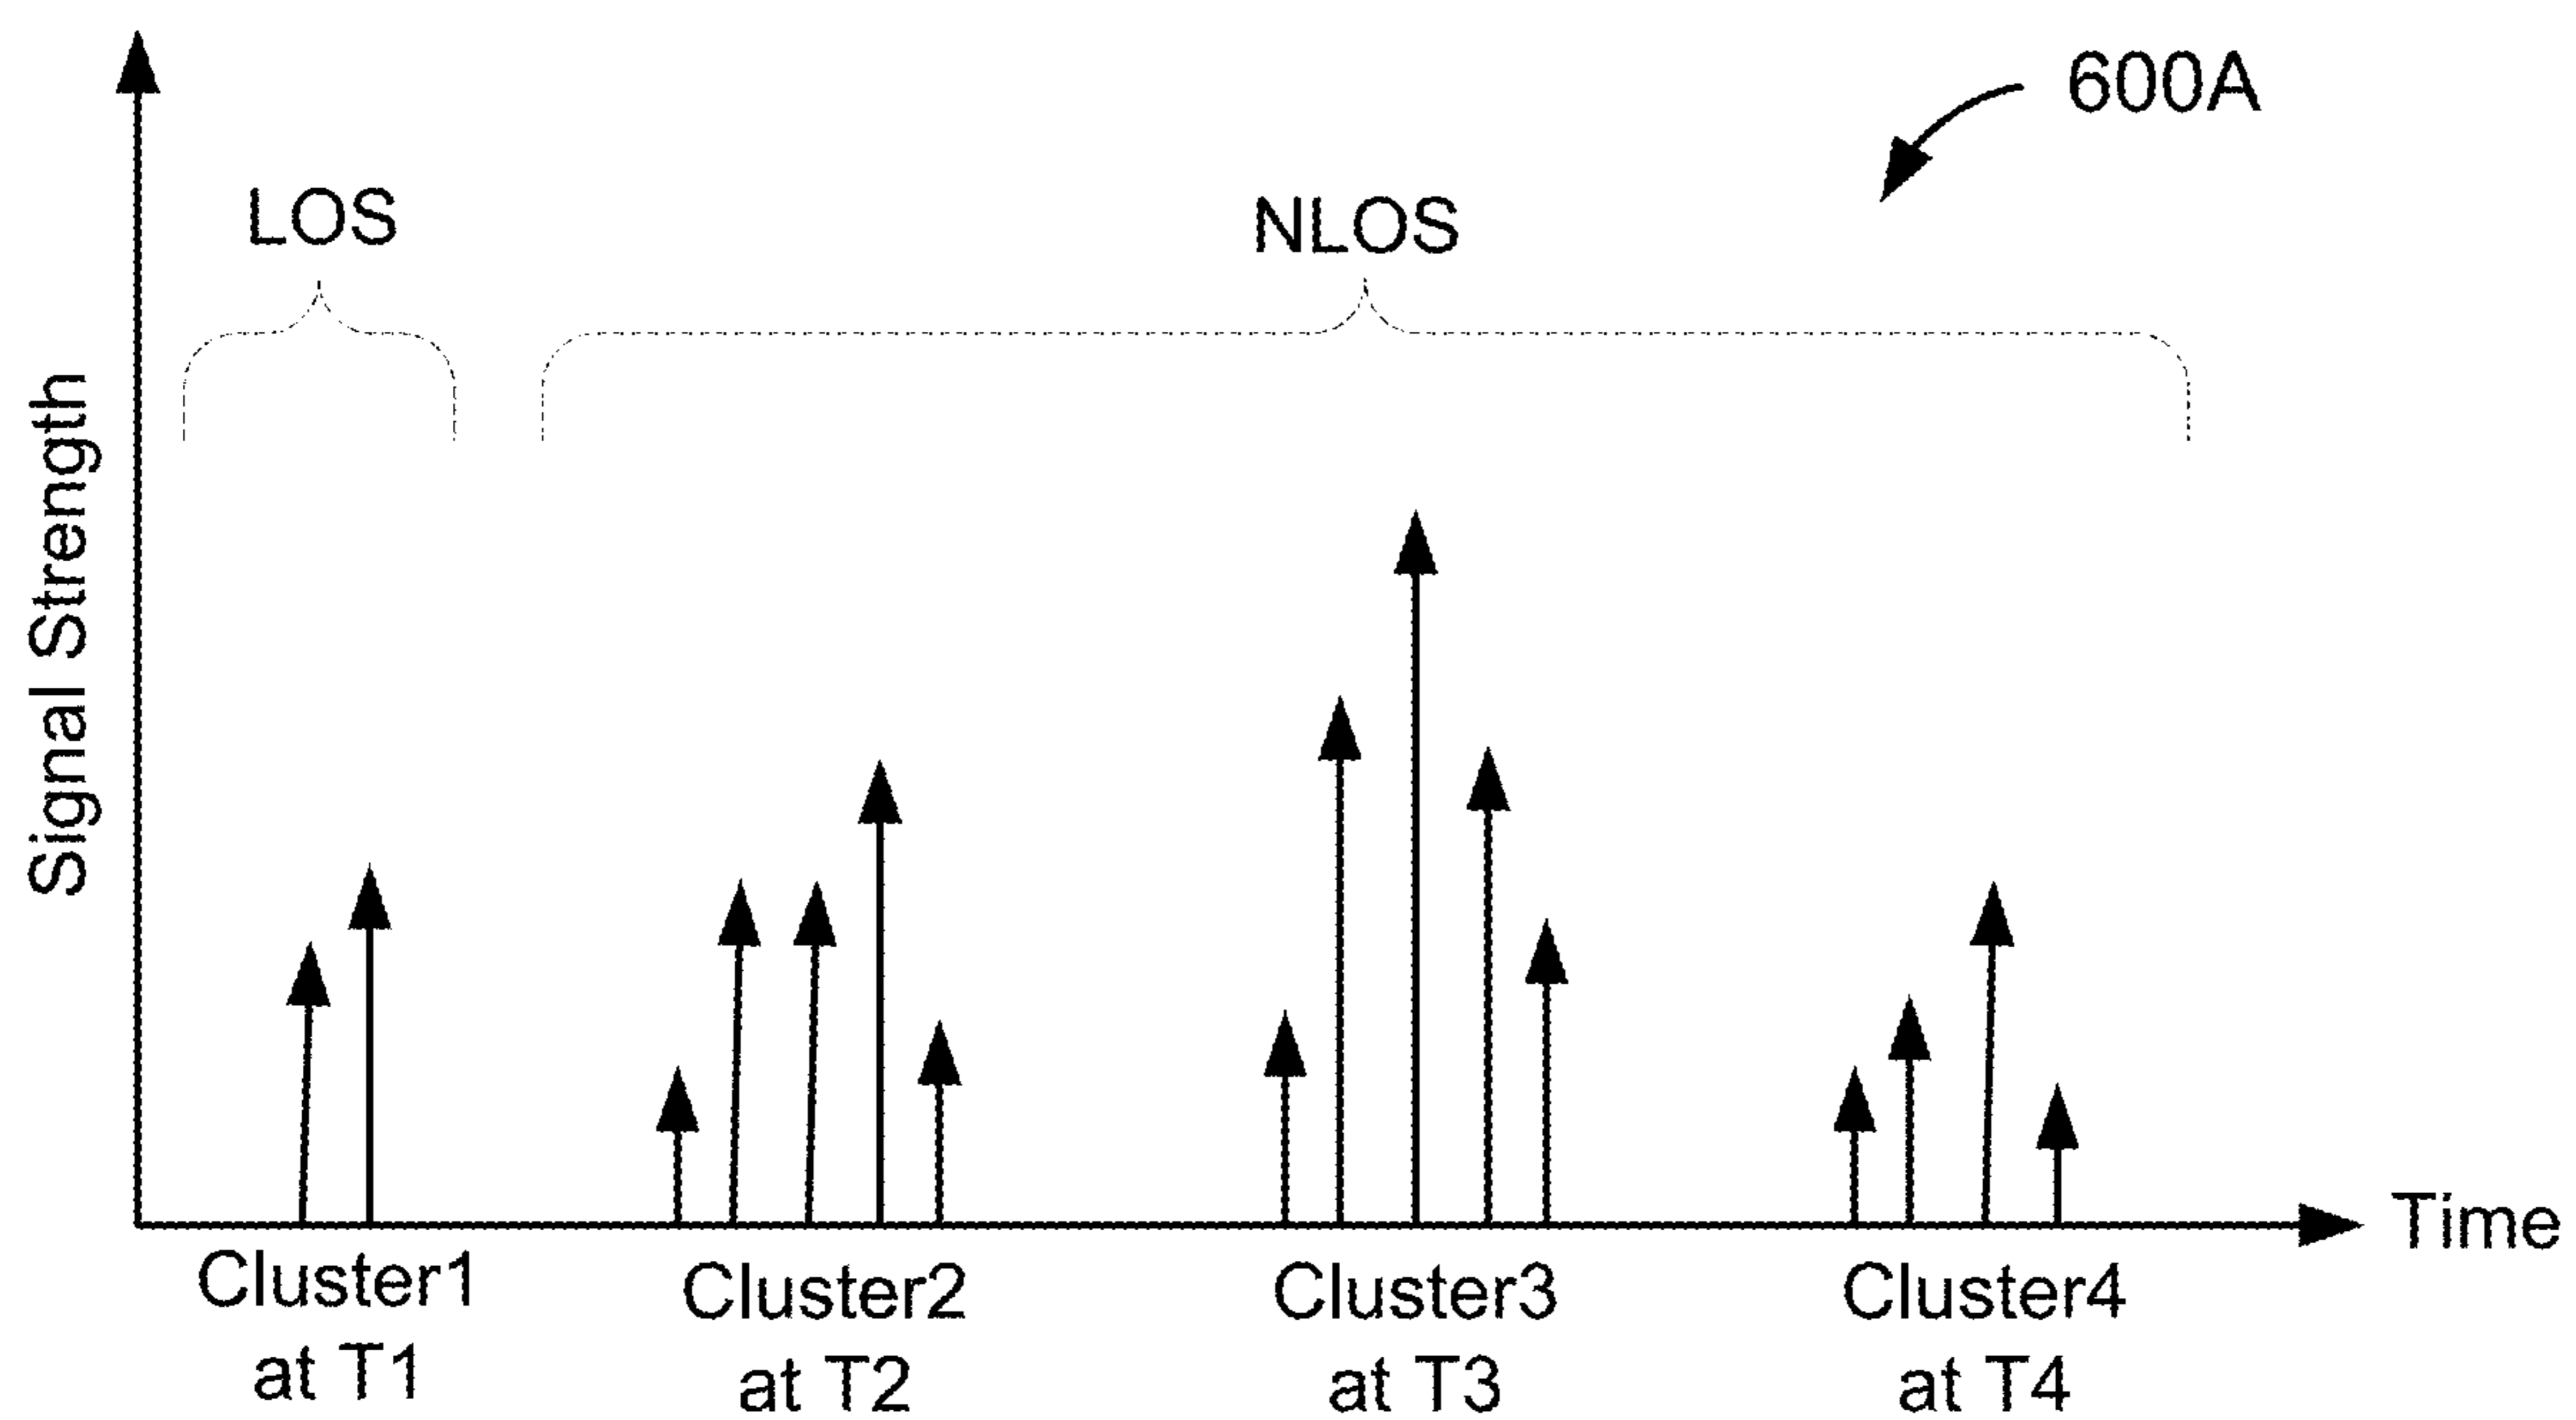 600A
LOS
NLOS
Signal Strength
Time
Cluster1
at T1
Cluster2
at T2
Cluster3
at T3
Cluster4
at T4